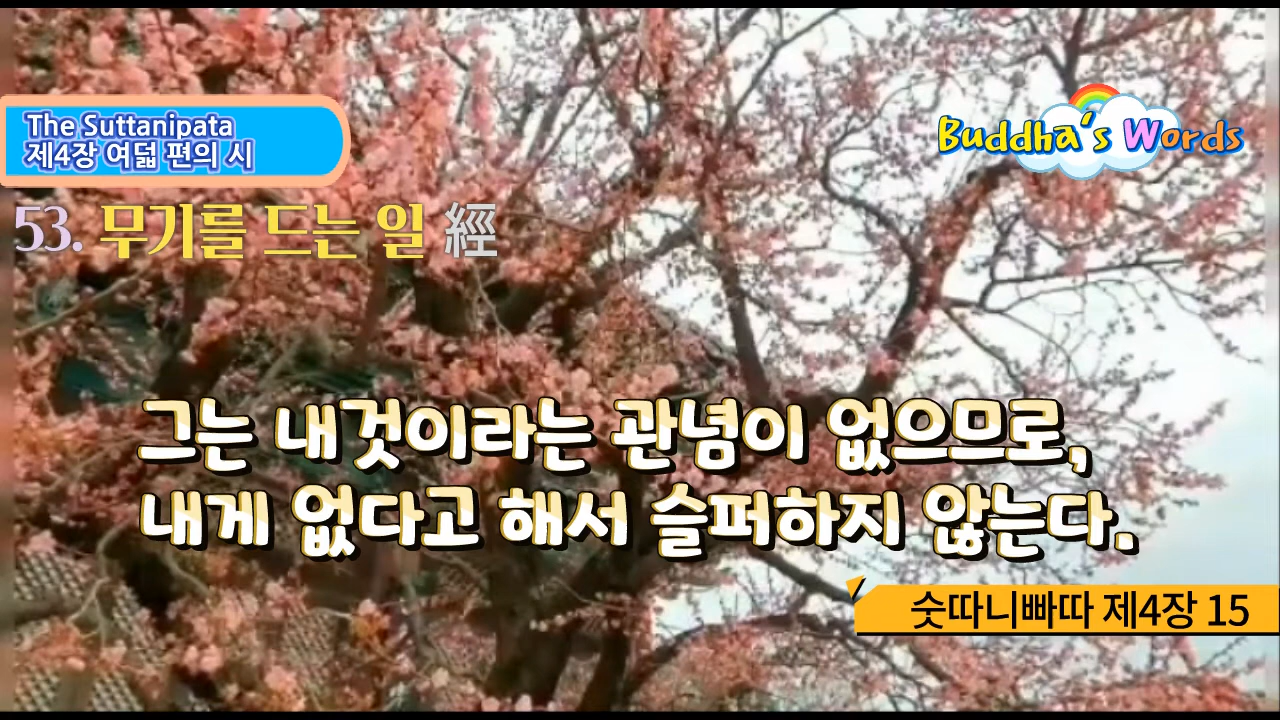 The Suttanipata
제4장 여덟 편의 시
Buddha's Words
53. 무기를 드는 일 經
그는 내것이라는 관념이 없으므로,
내게 없다고 해서 슬퍼하지 않는다.
숫따니빠따 제4장 15